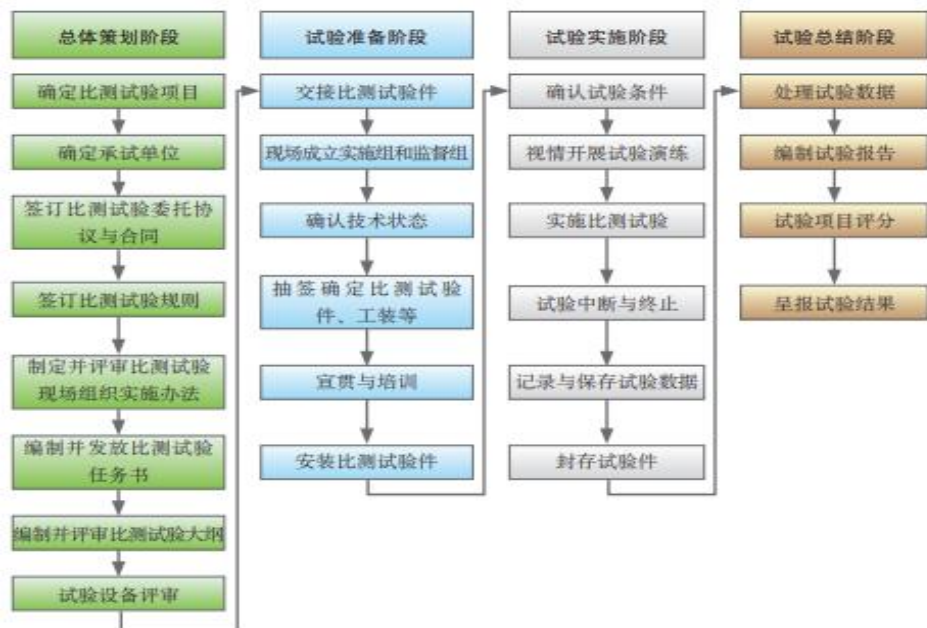 总体策划阶段
确定比测试验项目
确定承试单位
签订比测试验委托协
议与合同
签订比测试验规则
制定并评审比测试验
现场组织实施办法
编制并发放比测试验
任务书
编制并评审比测试验大纲
试验设备评审
试验准备阶段
交接比测试验件
现场成立实施组和监督组
确认技术状态
抽签确定比测试验
件、工装等
宣贯与培训
安装比测试验件
试验实施阶段
确认试验条件
视情开展试验演练
实施比测试验
试验中断与终止
记录与保存试验数据
封存试验件
试验总结阶段
处理试验数据
编制试验报告
试验项目评分
呈报试验结果